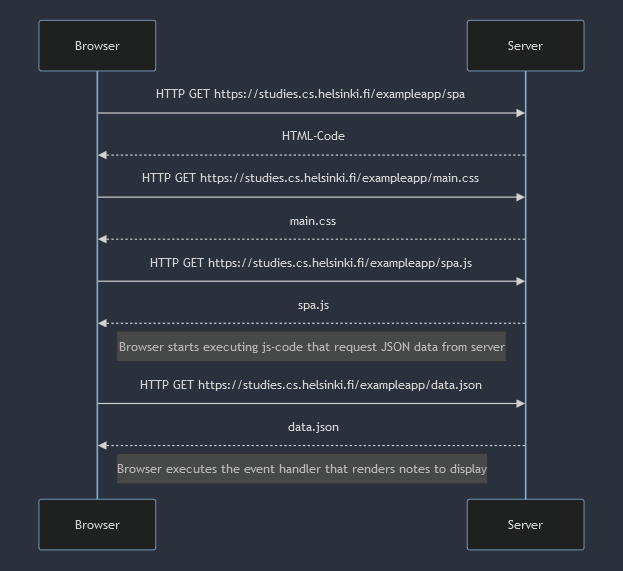 Browser Server
HTTP GET https://studies.cs.helsinki.fi/exampleapp/spa
HTML-Code
HTTP GET https://studies.cs.helsinki.fi/exampleapp/main.css
main.css
HTTP GET https://studies.cs.helsinki.fi/exampleapp/spa.js
spa.js
Browser starts executing js-code that request JSON data from server
HTTP GET https://studies.cs.helsinki.fi/exampleapp/data.json
data.json
Browser executes the event handler that renders notes to display
Browser Server